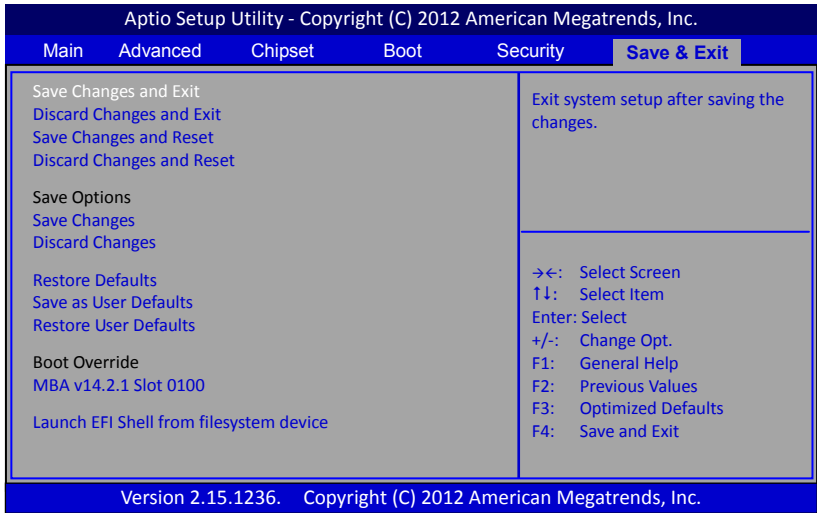 Aptio Setup Utility - Copyright (C) 2012 American Megatrends, Inc.
Main Advanced Chipset Boot Security Save & Exit
Save Changes and Exit
Discard Changes and Exit
Save Changes and Reset
Discard Changes and Reset
Save Options
Save Changes
Discard Changes
Restore Defaults
Save as User Defaults
Restore User Defaults
Boot Override
MBA v14.2.1 Slot 0100
Launch EFI Shell from filesystem device
Exit system setup after saving the
changes.
→←: Select Screen
↑↓: Select Item
Enter: Select
+/-: Change Opt.
F1: General Help
F2: Previous Values
F3: Optimized Defaults
F4: Save and Exit
Version 2.15.1236. Copyright (C) 2012 American Megatrends, Inc.